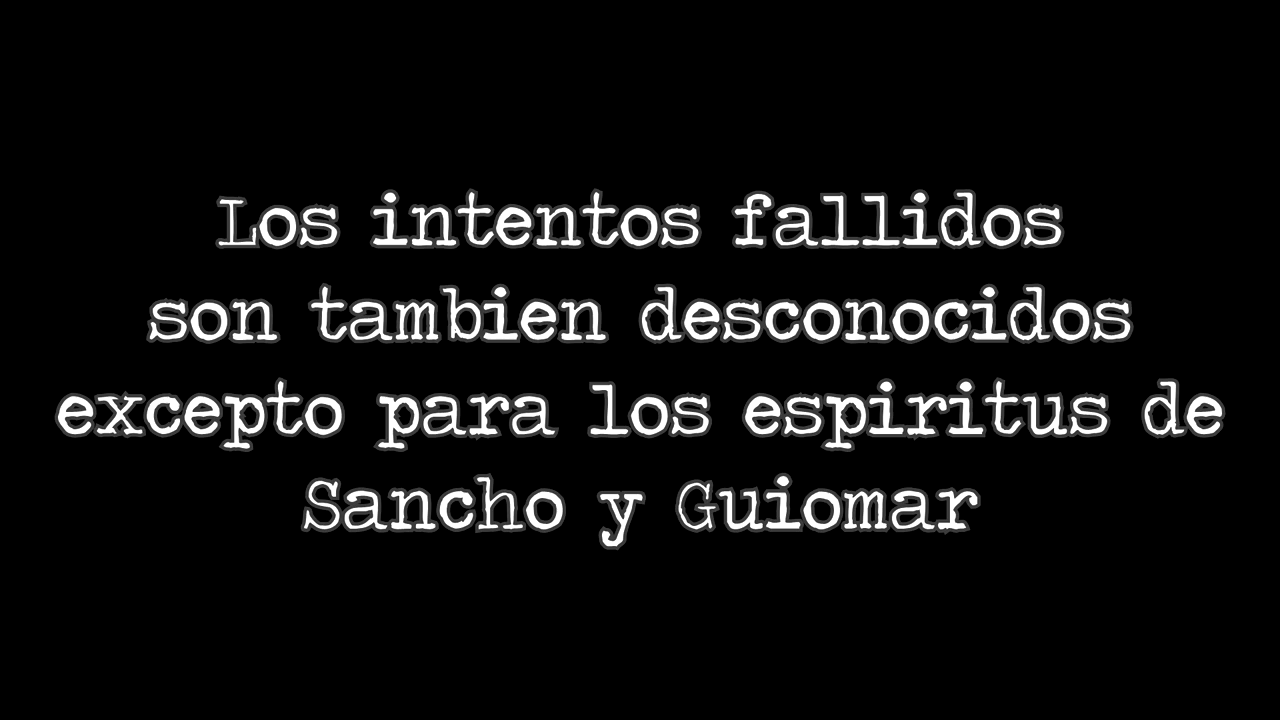 Los intentos fallidos
son tambien desconocidos
excepto para los espiritus de
Sancho y Guiomar